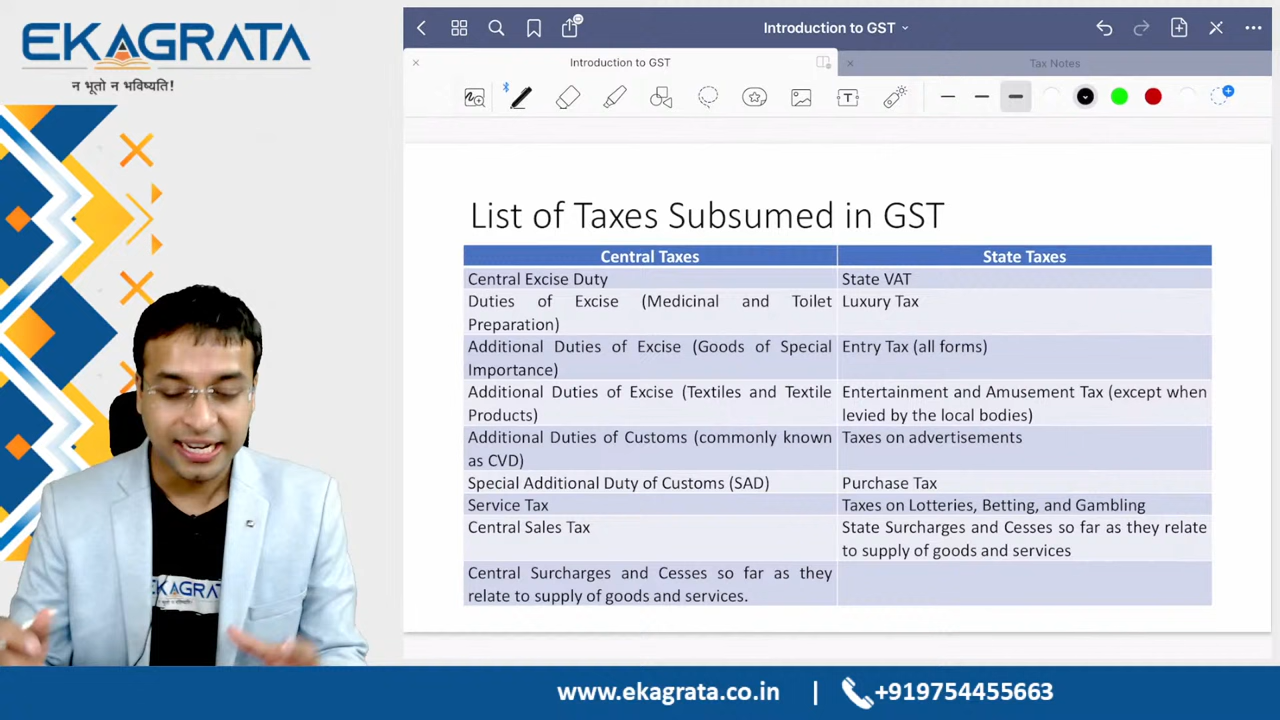 EKAGRATA
न भूतो न भविष्यति!
Introduction to GST
Introduction to GST
Tax Notes
T
List of Taxes Subsumed in GST
Central Taxes
State Taxes
Central Excise Duty
State VAT
Duties of Excise (Medicinal and Toilet
Preparation)
Luxury Tax
Additional Duties of Excise (Goods of Special
Importance)
Entry Tax (all forms)
Additional Duties of Excise (Textiles and Textile
Products)
Entertainment and Amusement Tax (except when
levied by the local bodies)
Additional Duties of Customs (commonly known
as CVD)
Taxes on advertisements
Special Additional Duty of Customs (SAD)
Purchase Tax
Service Tax
Taxes on Lotteries, Betting, and Gambling
Central Sales Tax
State Surcharges and Cesses so far as they relate
to supply of goods and services
Central Surcharges and Cesses so far as they
relate to supply of goods and services.
EKAGRATA
www.ekagrata.co.in | +919754455663